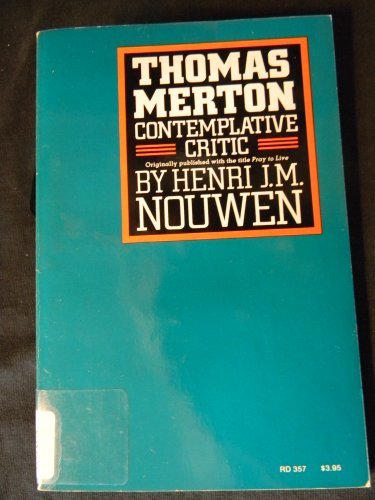 THOMAS
MERTON
CONTEMPLATIVE
CRITIC
Originally published with the title Pray to Live
BY HENRI J.M.
NOUWEN
RD 357 $3.95